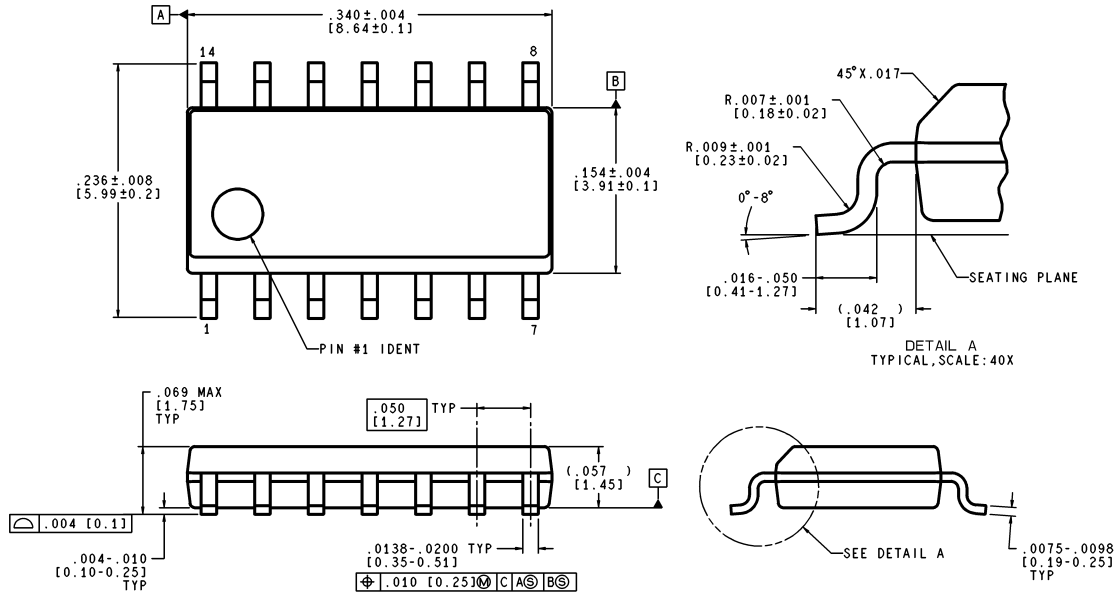 A
.340±.004
[8.64±0.1]
14
8
B
.236±.008
[5.99±0.2]
.154±.004
[3.91±0.1]
1
7
PIN #1 IDENT
45°X.017
R.007±.001
[0.18±0.02]
R.009±.001
[0.23±0.02]
0°-8°
SEATING PLANE
.016-.050
[0.41-1.27]
(.042 )
[1.07]
DETAIL A
TYPICAL,SCALE:40X
.069 MAX
[1.75]
TYP
.050 TYP
[1.27]
(.057 )
[1.45]
C
⌓ .004 [0.1]
.004-.010
[0.10-0.25]
TYP
.0138-.0200 TYP
[0.35-0.51]
⌖ .010 [0.25]Ⓜ C AⓈ BⓈ
SEE DETAIL A
.0075-.0098
[0.19-0.25]
TYP